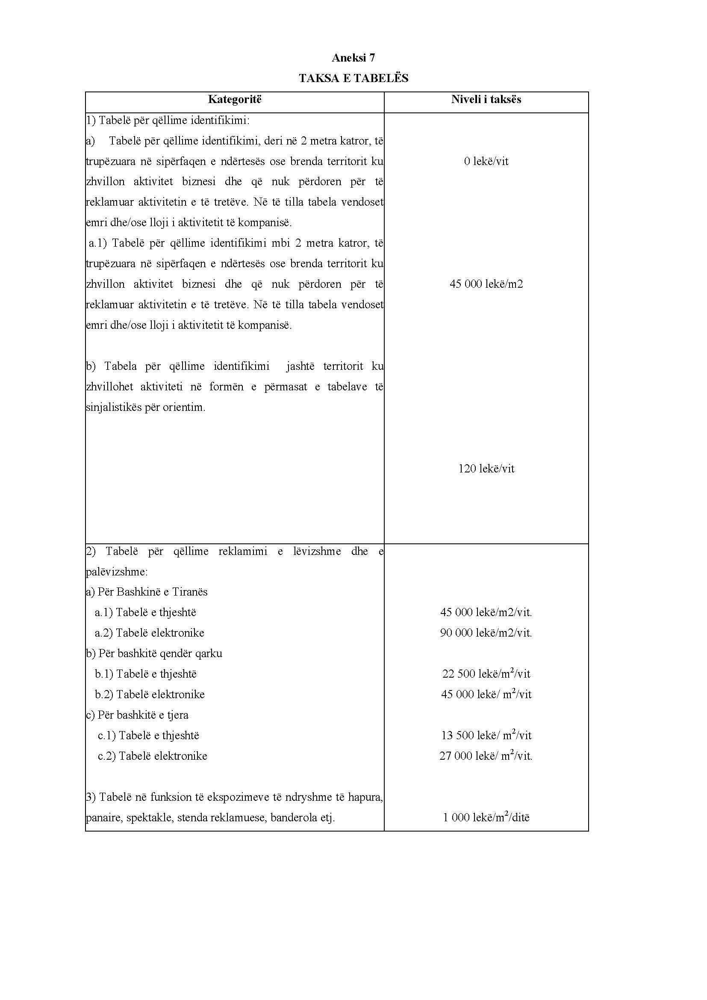 Aneksi 7
TAKSA E TABELËS
Kategoritë
Niveli i taksës
1) Tabelë për qëllime identifikimi:
a) Tabelë për qëllime identifikimi, deri në 2 metra katror, të
trupëzuara në sipërfaqen e ndërtesës ose brenda territorit ku
zhvillon aktivitet biznesi dhe që nuk përdoren për të
reklamuar aktivitetin e të tretëve. Në të tilla tabela vendoset
emri dhe/ose lloji i aktivitetit të kompanisë.
a.1) Tabelë për qëllime identifikimi mbi 2 metra katror, të
trupëzuara në sipërfaqen e ndërtesës ose brenda territorit ku
zhvillon aktivitet biznesi dhe që nuk përdoren për të
reklamuar aktivitetin e të tretëve. Në të tilla tabela vendoset
emri dhe/ose lloji i aktivitetit të kompanisë.
b) Tabela për qëllime identifikimi jashtë territorit ku
zhvillohet aktiviteti në formën e përmasat e tabelave të
sinjalistikës për orientim.
0 lekë/vit
45 000 lekë/m2
120 lekë/vit
2) Tabelë për qëllime reklamimi e lëvizshme dhe e
palëvizshme:
a) Për Bashkinë e Tiranës
a.1) Tabelë e thjeshtë
a.2) Tabelë elektronike
b) Për bashkitë qendër qarku
b.1) Tabelë e thjeshtë
b.2) Tabelë elektronike
c) Për bashkitë e tjera
c.1) Tabelë e thjeshtë
c.2) Tabelë elektronike
3) Tabelë në funksion të ekspozimeve të ndryshme të hapura,
panaire, spektakle, stenda reklamuese, banderola etj.
45 000 lekë/m2/vit.
90 000 lekë/m2/vit.
22 500 lekë/m²/vit
45 000 lekë/ m²/vit
13 500 lekë/ m²/vit
27 000 lekë/ m²/vit.
1 000 lekë/m²/ditë